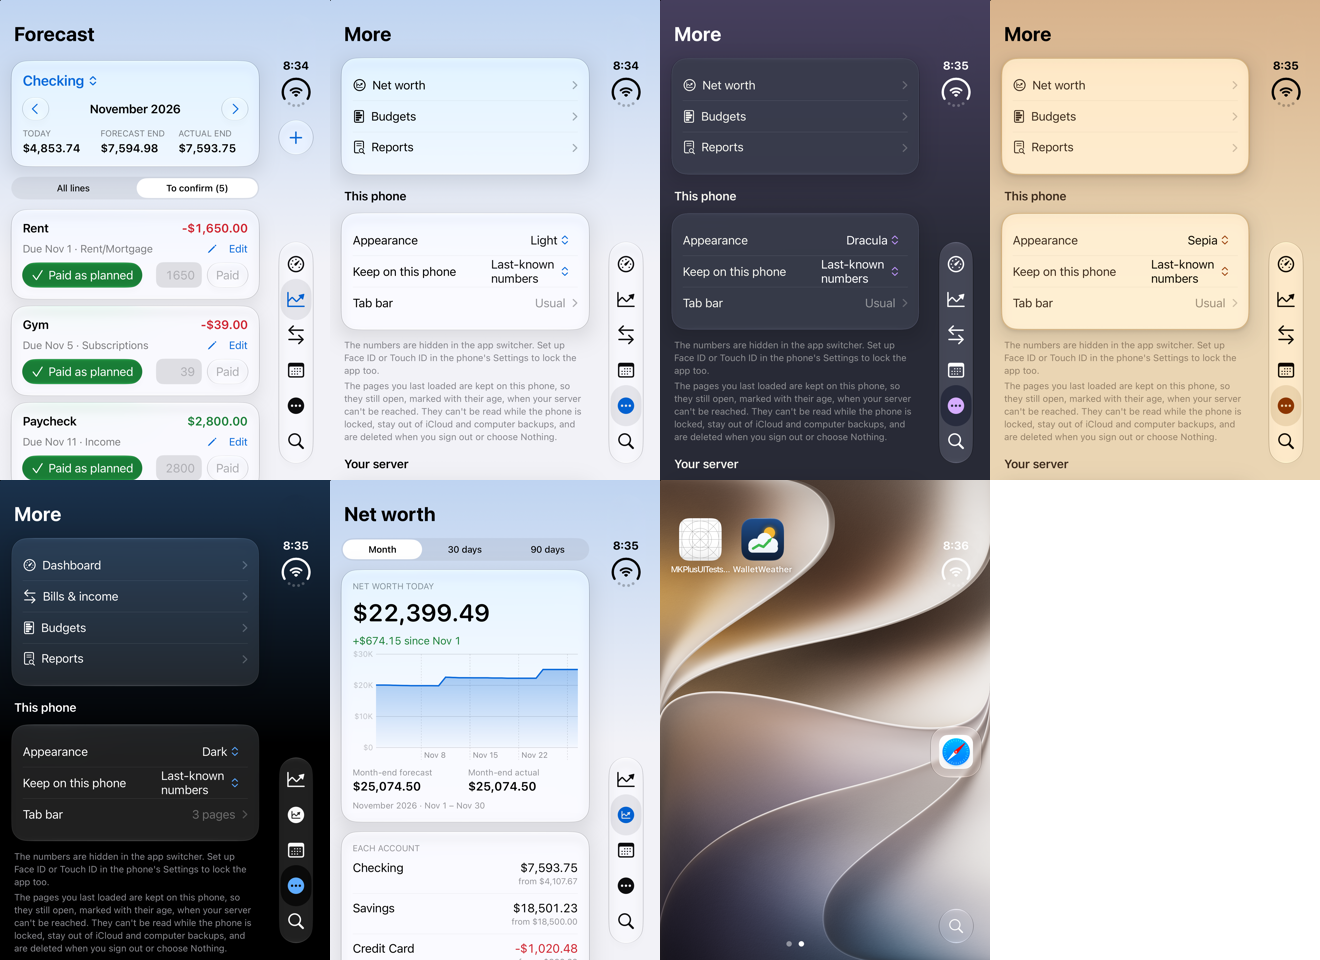 Forecast
8:34
Checking
November 2026
TODAY
FORECAST END
ACTUAL END
$4,853.74
$7,594.98
$7,593.75
All lines
To confirm (5)
Rent
-$1,650.00
Due Nov 1 · Rent/Mortgage
Edit
Paid as planned
1650
Paid
Gym
-$39.00
Due Nov 5 · Subscriptions
Edit
Paid as planned
39
Paid
Paycheck
$2,800.00
Due Nov 11 · Income
Edit
Paid as planned
2800
Paid
More
8:34
Net worth
Budgets
Reports
This phone
Appearance
Light
Keep on this phone
Last-known
numbers
Tab bar
Usual
The numbers are hidden in the app switcher. Set up
Face ID or Touch ID in the phone's Settings to lock the
app too.
The pages you last loaded are kept on this phone, so
they still open, marked with their age, when your server
can't be reached. They can't be read while the phone is
locked, stay out of iCloud and computer backups, and
are deleted when you sign out or choose Nothing.
Your server
More
8:35
Net worth
Budgets
Reports
This phone
Appearance
Dracula
Keep on this phone
Last-known
numbers
Tab bar
Usual
The numbers are hidden in the app switcher. Set up
Face ID or Touch ID in the phone's Settings to lock the
app too.
The pages you last loaded are kept on this phone, so
they still open, marked with their age, when your server
can't be reached. They can't be read while the phone is
locked, stay out of iCloud and computer backups, and
are deleted when you sign out or choose Nothing.
Your server
More
8:35
Net worth
Budgets
Reports
This phone
Appearance
Sepia
Keep on this phone
Last-known
numbers
Tab bar
Usual
The numbers are hidden in the app switcher. Set up
Face ID or Touch ID in the phone's Settings to lock the
app too.
The pages you last loaded are kept on this phone, so
they still open, marked with their age, when your server
can't be reached. They can't be read while the phone is
locked, stay out of iCloud and computer backups, and
are deleted when you sign out or choose Nothing.
Your server
More
8:35
Dashboard
Bills & income
Budgets
Reports
This phone
Appearance
Dark
Keep on this phone
Last-known
numbers
Tab bar
3 pages
The numbers are hidden in the app switcher. Set up
Face ID or Touch ID in the phone's Settings to lock the
app too.
The pages you last loaded are kept on this phone, so
they still open, marked with their age, when your server
can't be reached. They can't be read while the phone is
locked, stay out of iCloud and computer backups, and
are deleted when you sign out or choose Nothing.
Net worth
8:35
Month
30 days
90 days
NET WORTH TODAY
$22,399.49
+$674.15 since Nov 1
$30K
$20K
$10K
$0
Nov 8
Nov 15
Nov 22
Month-end forecast
Month-end actual
$25,074.50
$25,074.50
November 2026 · Nov 1 – Nov 30
EACH ACCOUNT
Checking
$7,593.75
from $4,107.67
Savings
$18,501.23
from $18,500.00
Credit Card
-$1,020.48
8:36
MKPlusUITests...
WalletWeather